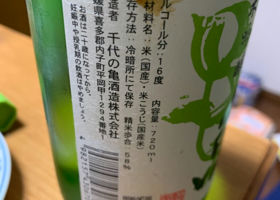 アルコール分：16度
内容量：720ml
原材料名：米（国産）・米こうじ（国産米）
保存方法：冷暗所にて保存　精米歩合：58％
製造者　千代の亀酒造株式会社
愛媛県喜多郡内子町平岡甲1294番地1
お酒は二十歳になってから。
妊娠中や授乳期の飲酒はやめましょう。